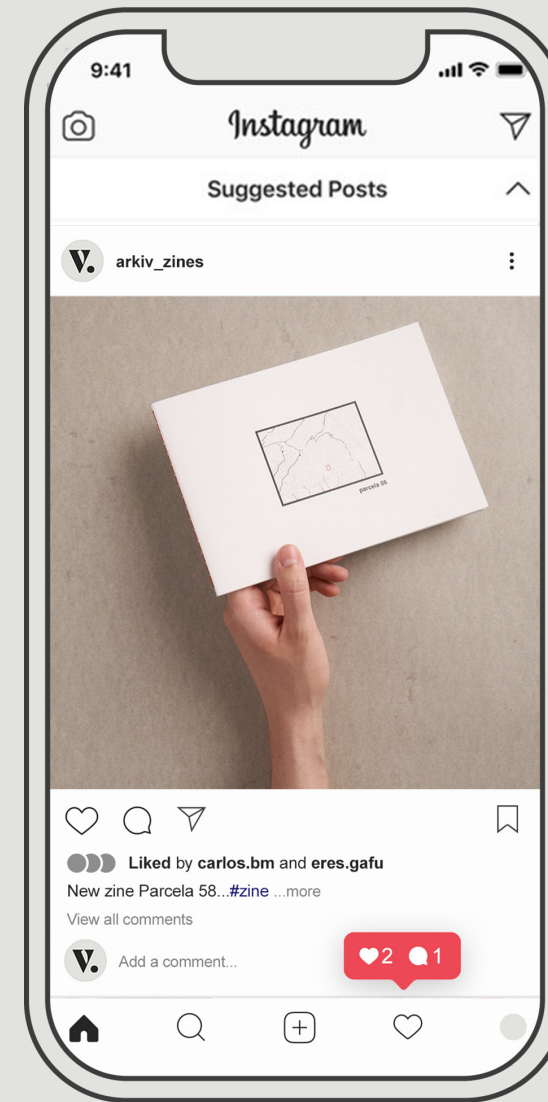 9:41
Instagram
Suggested Posts
V. arkiv_zines
parcela 58
Liked by carlos.bm and eres.gafu
New zine Parcela 58...#zine ...more
View all comments
V. Add a comment...
2 1